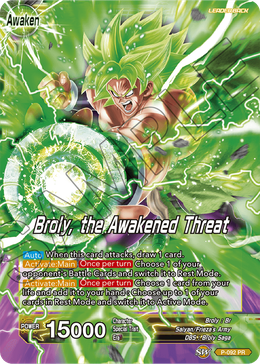 LEADER BACK
Awaken
Broly, the Awakened Threat
Auto When this card attacks, draw 1 card.
Activate: Main Once per turn Choose 1 of your
opponent's Battle Cards and switch it to Rest Mode.
Activate: Main Once per turn Choose 1 card from your
life and add it to your hand: Choose up to 1 of your
cards in Rest Mode and switch it to Active Mode.
POWER
15000
Character Broly : Br
Special Trait Saiyan, Frieza's Army
Era DBS : Broly Saga
P-092 PR